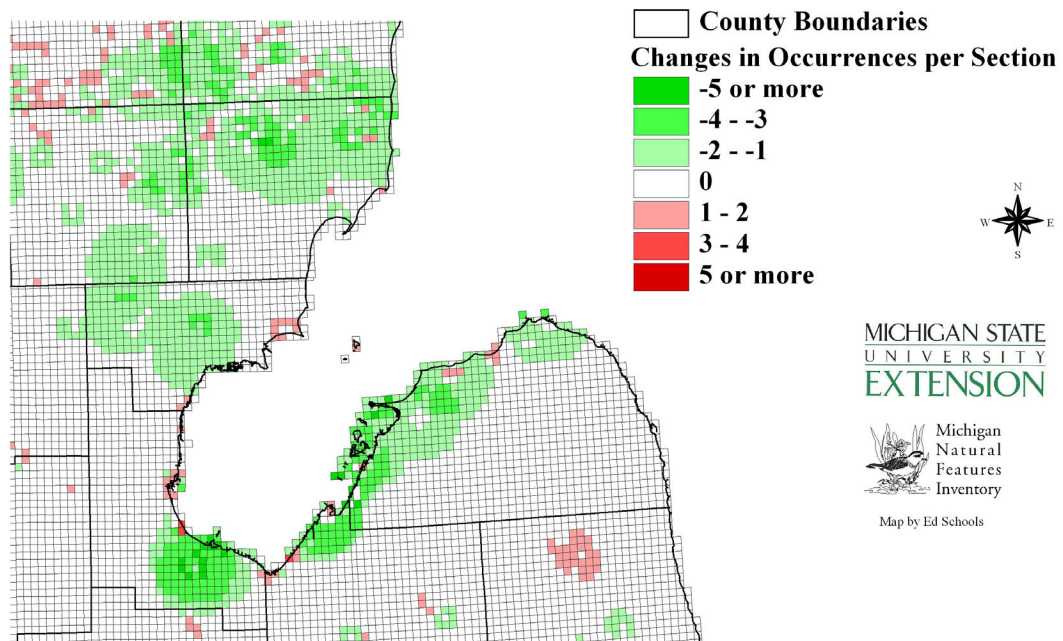 County Boundaries
Changes in Occurrences per Section
-5 or more
-4 - -3
-2 - -1
0
1 - 2
3 - 4
5 or more
N
W E
S
MICHIGAN STATE
UNIVERSITY
EXTENSION
Michigan
Natural
Features
Inventory
Map by Ed Schools